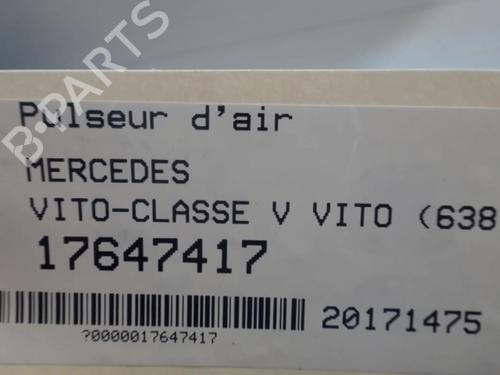 Pulseur d'air
MERCEDES
VITO-CLASSE V VITO (638
17647417
20171475
?0000017647417
B-PARTS